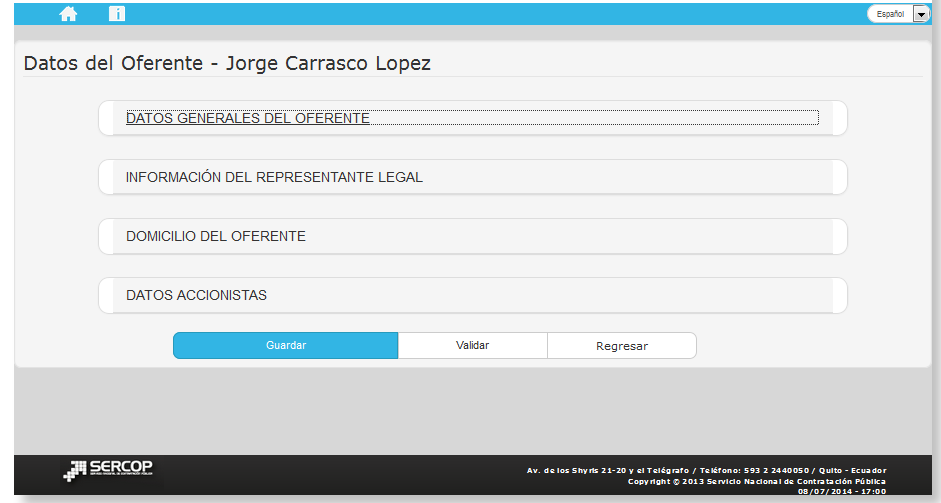 Español
Datos del Oferente - Jorge Carrasco Lopez
DATOS GENERALES DEL OFERENTE
INFORMACIÓN DEL REPRESENTANTE LEGAL
DOMICILIO DEL OFERENTE
DATOS ACCIONISTAS
Guardar Validar Regresar
SERCOP
Av. de los Shyris 21-20 y el Telégrafo / Teléfono: 593 2 2440050 / Quito - Ecuador
Copyright © 2013 Servicio Nacional de Contratación Pública
08/07/2014 - 17:00